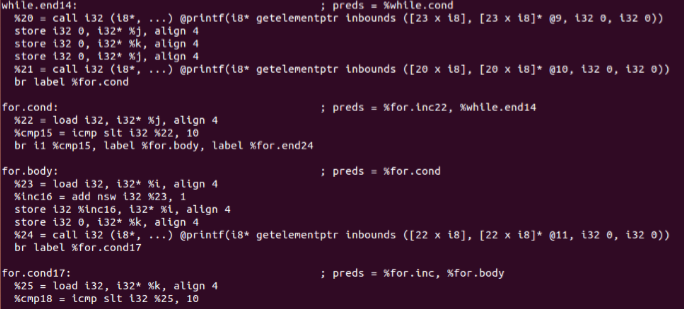 while.end14:                                      ; preds = %while.cond
  %20 = call i32 (i8*, ...) @printf(i8* getelementptr inbounds ([23 x i8], [23 x i8]* @9, i32 0, i32 0))
  store i32 0, i32* %j, align 4
  store i32 0, i32* %k, align 4
  store i32 0, i32* %j, align 4
  %21 = call i32 (i8*, ...) @printf(i8* getelementptr inbounds ([20 x i8], [20 x i8]* @10, i32 0, i32 0))
  br label %for.cond

for.cond:                                         ; preds = %for.inc22, %while.end14
  %22 = load i32, i32* %j, align 4
  %cmp15 = icmp slt i32 %22, 10
  br i1 %cmp15, label %for.body, label %for.end24

for.body:                                         ; preds = %for.cond
  %23 = load i32, i32* %i, align 4
  %inc16 = add nsw i32 %23, 1
  store i32 %inc16, i32* %i, align 4
  store i32 0, i32* %k, align 4
  %24 = call i32 (i8*, ...) @printf(i8* getelementptr inbounds ([22 x i8], [22 x i8]* @11, i32 0, i32 0))
  br label %for.cond17

for.cond17:                                       ; preds = %for.inc, %for.body
  %25 = load i32, i32* %k, align 4
  %cmp18 = icmp slt i32 %25, 10